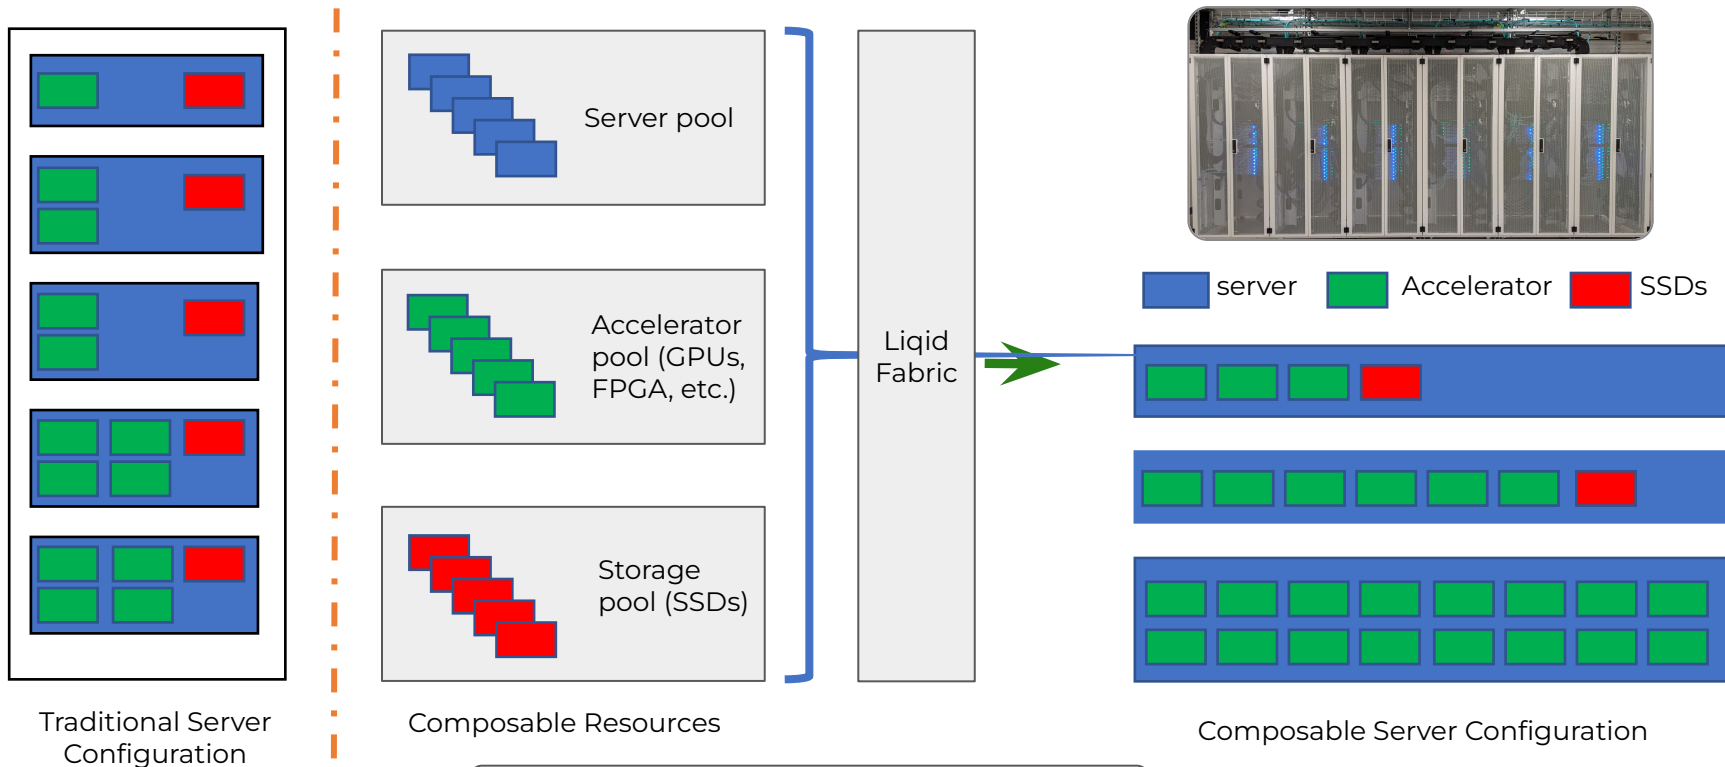 Server pool
Accelerator
pool (GPUs,
FPGA, etc.)
Storage
pool (SSDs)
Liqid
Fabric
server
Accelerator
SSDs
Traditional Server
Configuration
Composable Resources
Composable Server Configuration